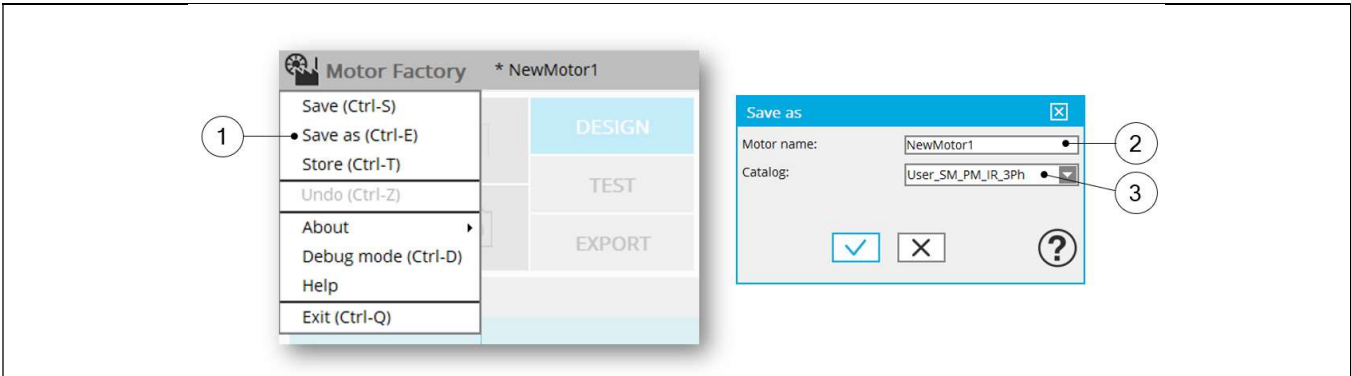 Motor Factory * NewMotor1
Save (Ctrl-S)
1 Save as (Ctrl-E)
Store (Ctrl-T)
Undo (Ctrl-Z)
About
Debug mode (Ctrl-D)
Help
Exit (Ctrl-Q)
DESIGN
TEST
EXPORT
Save as
Motor name: NewMotor1 2
Catalog: User_SM_PM_IR_3Ph 3
?